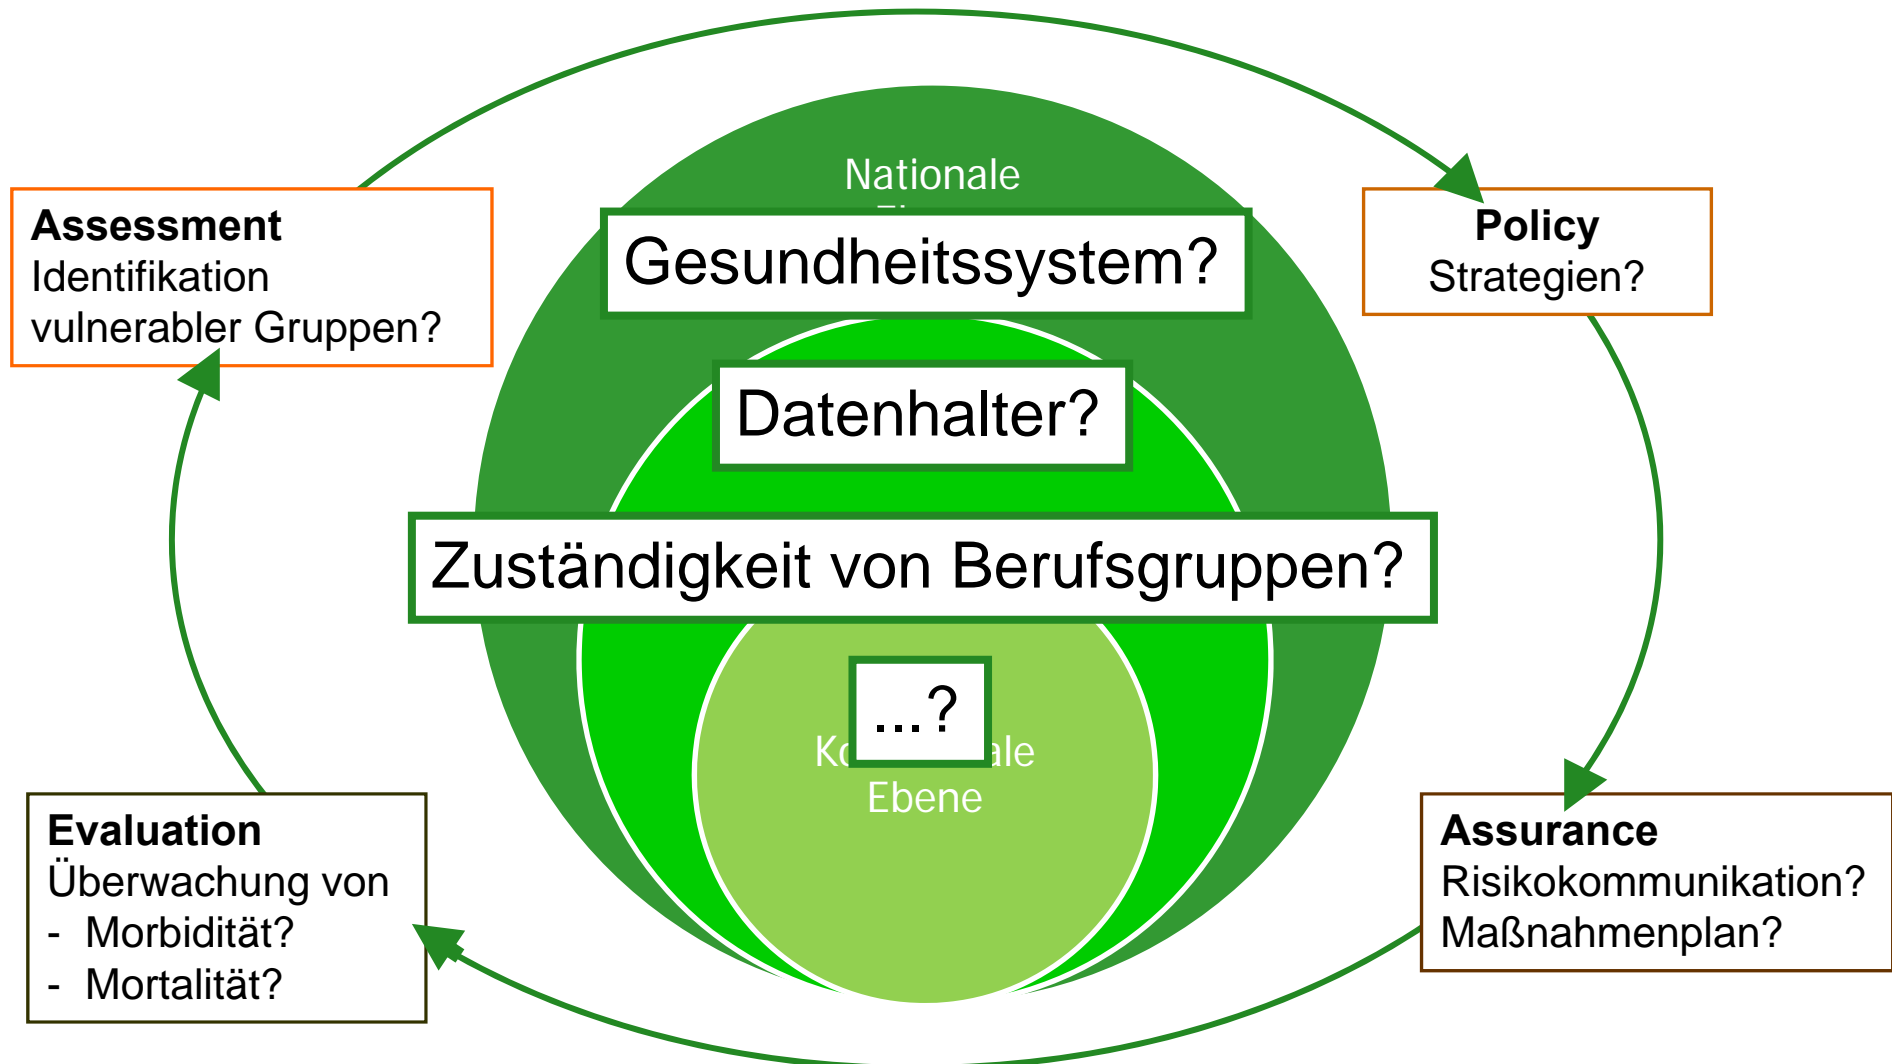 Nationale
Gesundheitssystem?
Assessment
Identifikation
vulnerabler Gruppen?
Policy
Strategien?
Datenhalter?
Zuständigkeit von Berufsgruppen?
...?
Ebene
Evaluation
Überwachung von
- Morbidität?
- Mortalität?
Assurance
Risikokommunikation?
Maßnahmenplan?